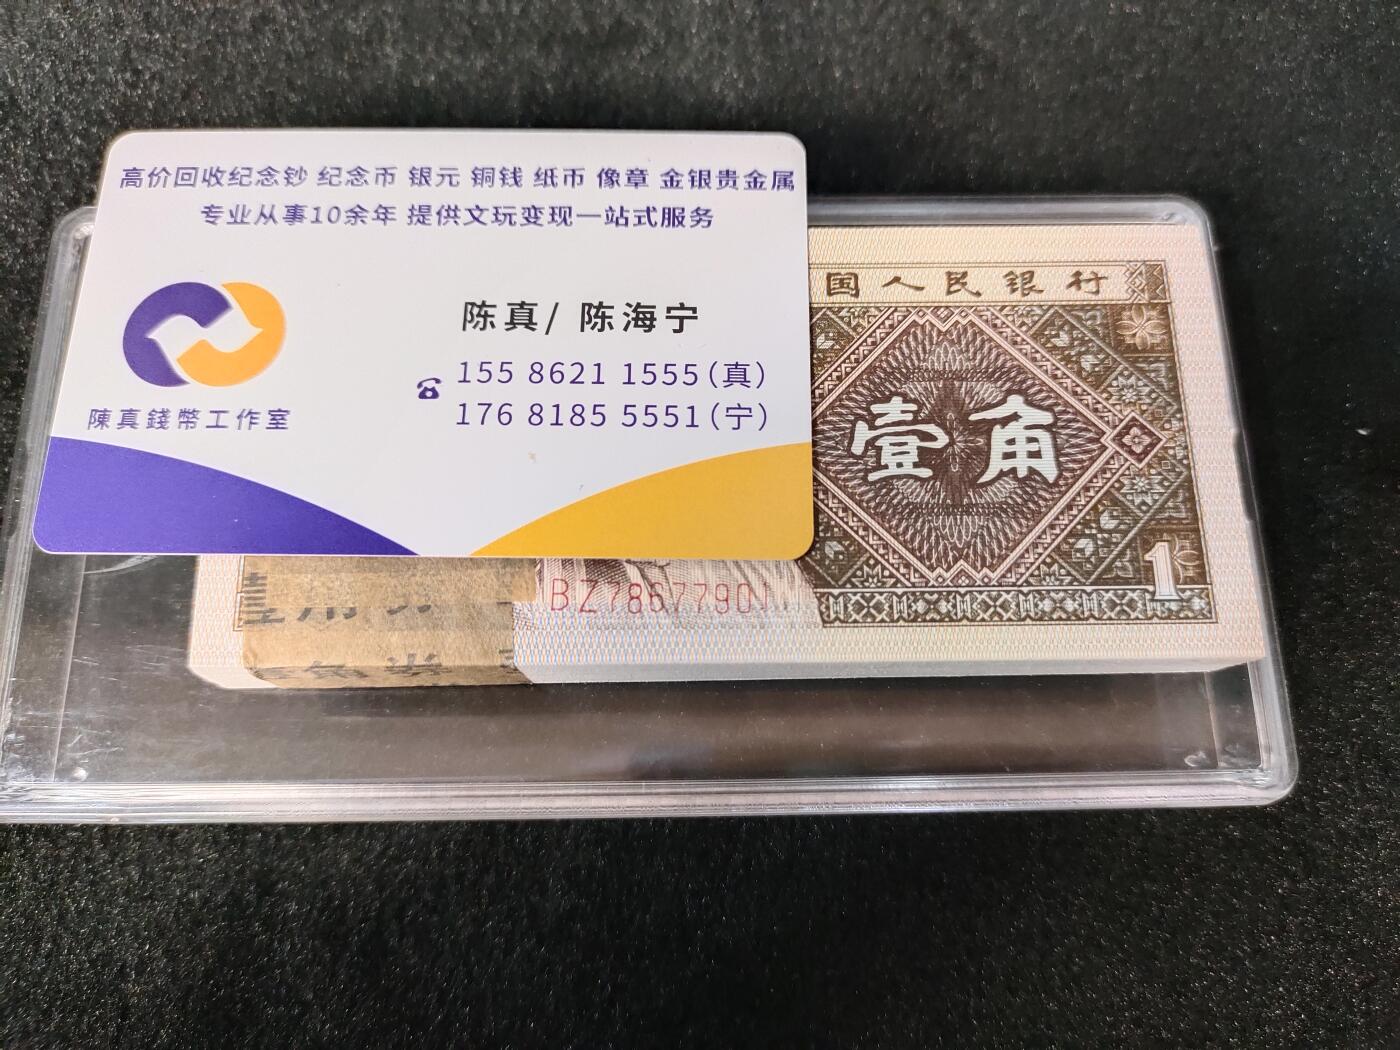 高价回收纪念钞 纪念币 银元 铜钱 纸币 像章 金银贵金属
专业从事10余年 提供文玩变现一站式服务
陈真/ 陈海宁
155 8621 1555(真)
176 8185 5551(宁)
陳真錢幣工作室
国人民银行
壹角
1
BZ78677901
角券